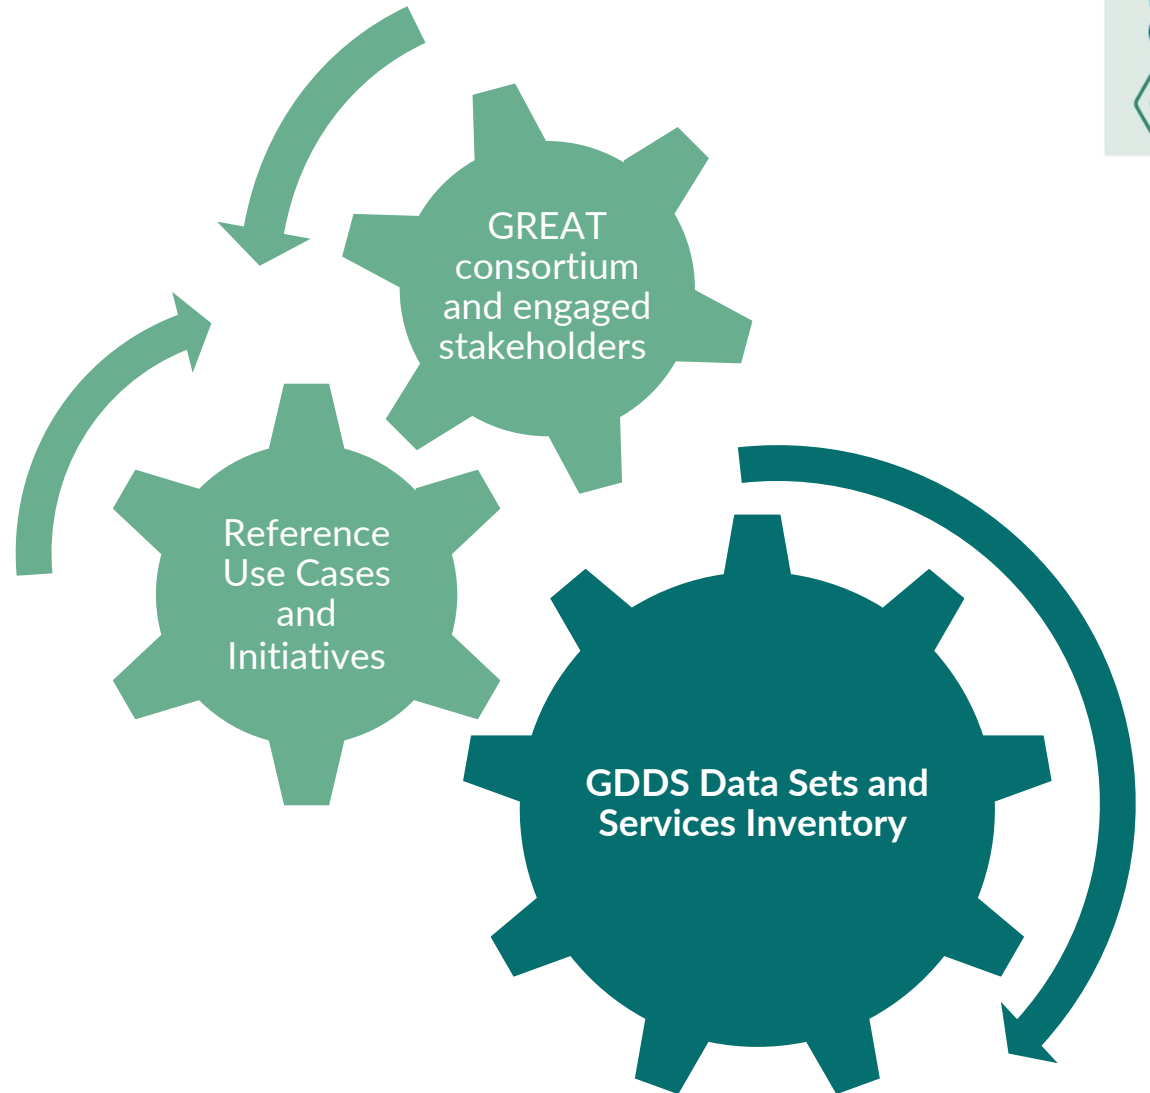 GREAT
consortium
and engaged
stakeholders
Reference
Use Cases
and
Initiatives
GDDS Data Sets and
Services Inventory